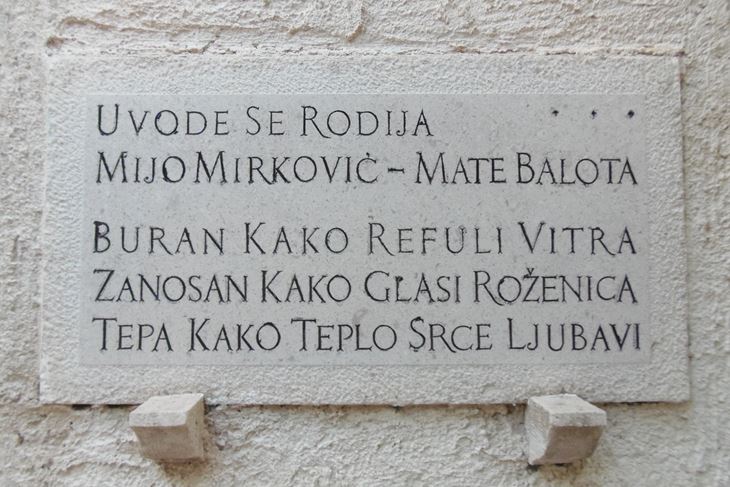 UVODE SE RODIJA ....
MIJO MIRKOVIĆ - MATE BALOTA
BURAN KAKO REFULI VITRA
ZANOSAN KAKO GLASI ROŽENICA
TEPA KAKO TEPLO SRCE LJUBAVI